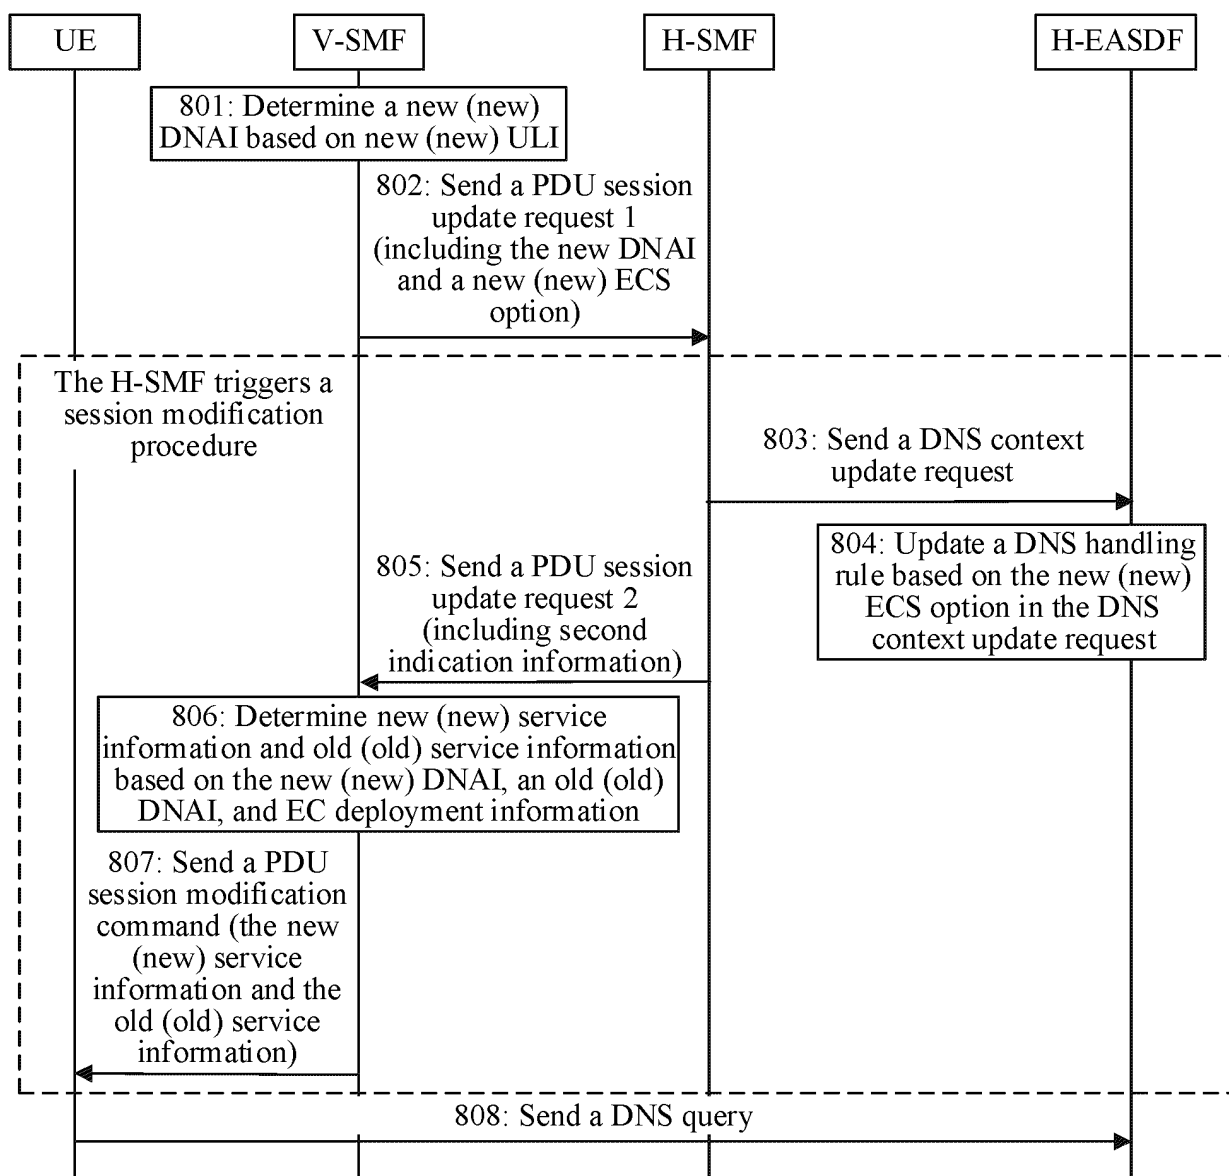 UE
V-SMF
H-SMF
H-EASDF
801: Determine a new (new)
DNAI based on new (new) ULI
802: Send a PDU session
update request 1
(including the new DNAI
and a new (new) ECS
option)
The H-SMF triggers a
session modification
procedure
803: Send a DNS context
update request
804: Update a DNS handling
rule based on the new (new)
ECS option in the DNS
context update request
805: Send a PDU session
update request 2
(including second
indication information)
806: Determine new (new) service
information and old (old) service information
based on the new (new) DNAI, an old (old)
DNAI, and EC deployment information
807: Send a PDU
session modification
command (the new
(new) service
information and the
old (old) service
information)
808: Send a DNS query